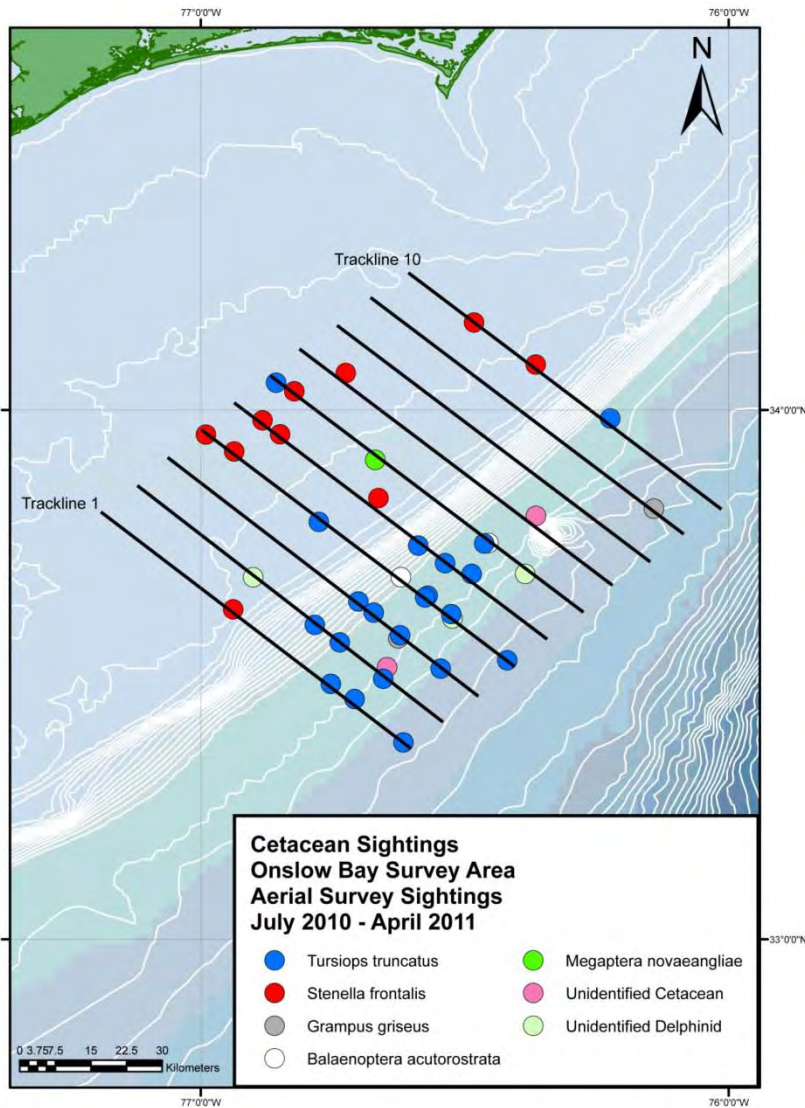 77°0'0"W 76°0'0"W
N
Trackline 10
34°0'0"N
Trackline 1
Cetacean Sightings
Onslow Bay Survey Area
Aerial Survey Sightings
July 2010 - April 2011
33°0'0"N
Tursiops truncatus
Megaptera novaeangliae
Stenella frontalis
Unidentified Cetacean
Grampus griseus
Unidentified Delphinid
Balaenoptera acutorostrata
0 3.757.5 15 22.5 30
Kilometers
77°0'0"W 76°0'0"W